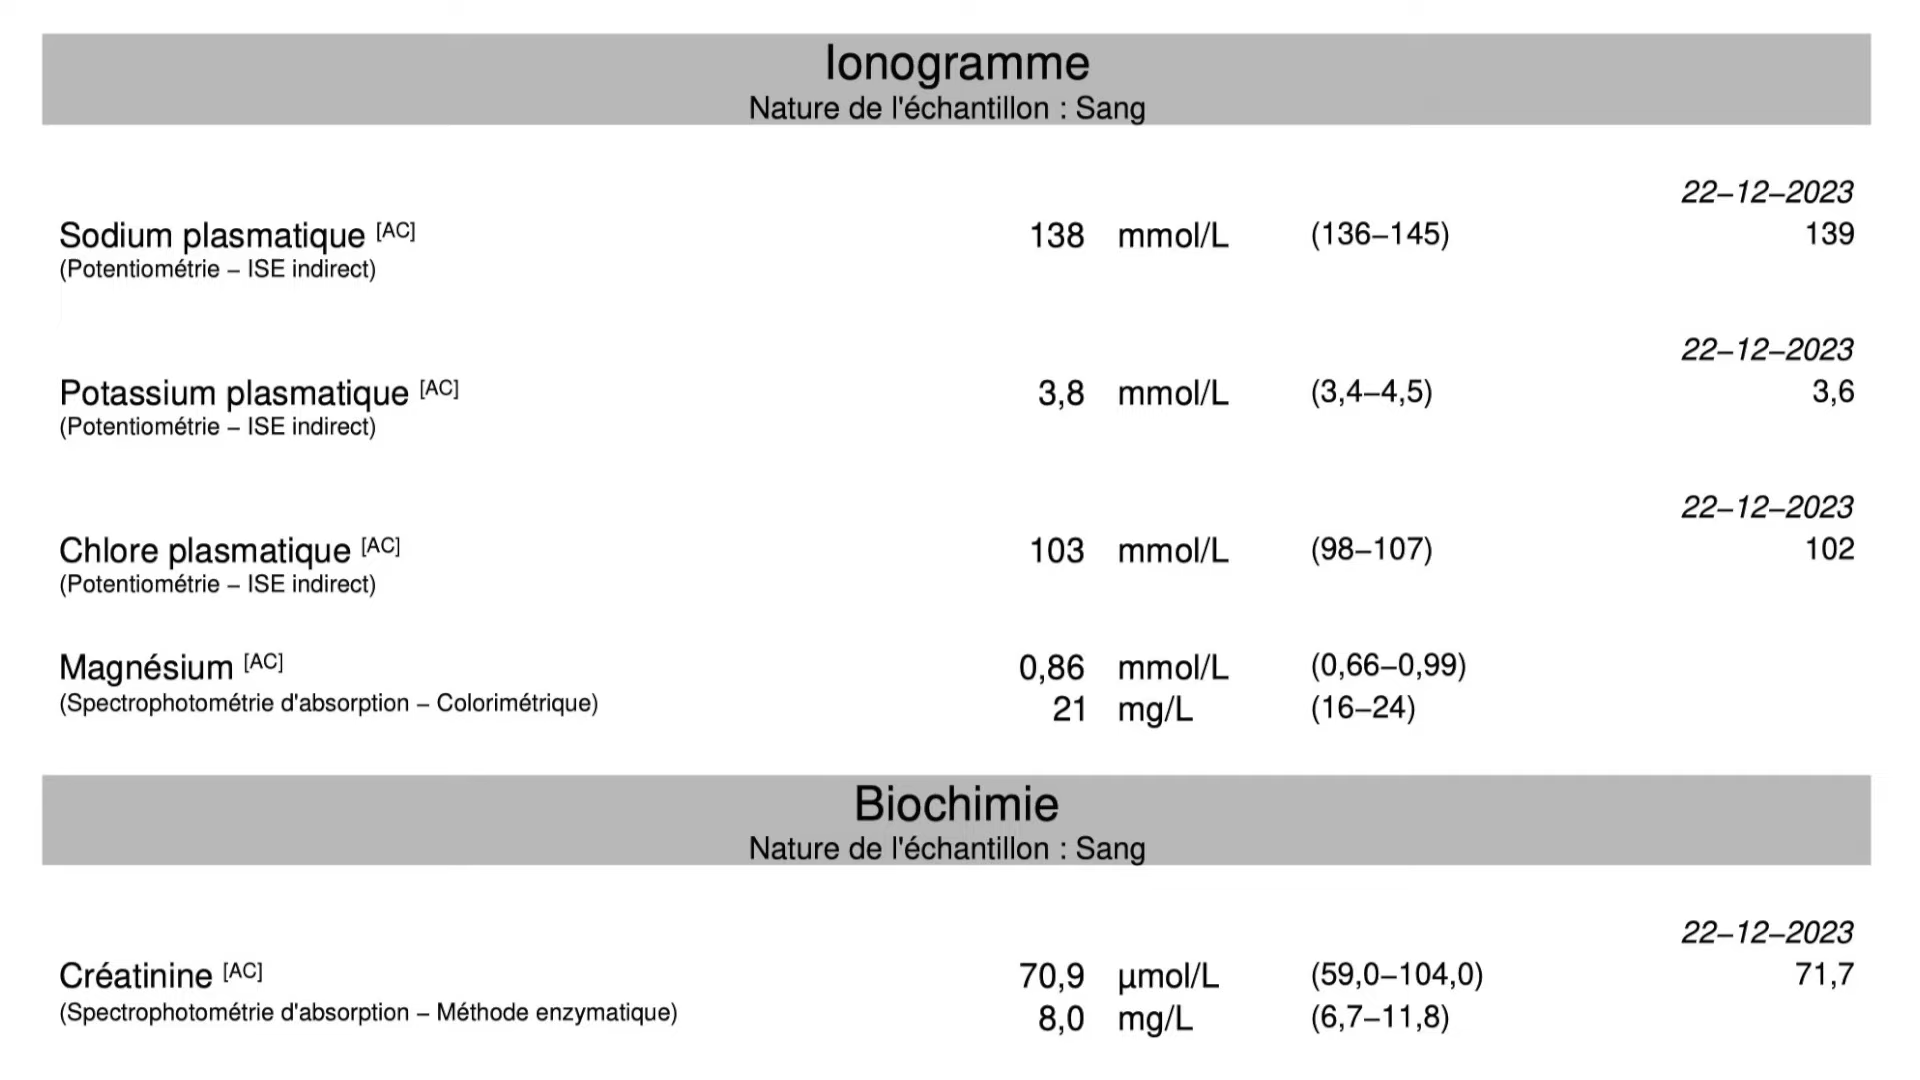 Ionogramme
Nature de l'échantillon : Sang
22–12–2023
Sodium plasmatique [AC] 138 mmol/L (136–145) 139
(Potentiométrie – ISE indirect)
22–12–2023
Potassium plasmatique [AC] 3,8 mmol/L (3,4–4,5) 3,6
(Potentiométrie – ISE indirect)
22–12–2023
Chlore plasmatique [AC] 103 mmol/L (98–107) 102
(Potentiométrie – ISE indirect)
Magnésium [AC] 0,86 mmol/L (0,66–0,99)
(Spectrophotométrie d'absorption – Colorimétrique) 21 mg/L (16–24)
Biochimie
Nature de l'échantillon : Sang
22–12–2023
Créatinine [AC] 70,9 µmol/L (59,0–104,0) 71,7
(Spectrophotométrie d'absorption – Méthode enzymatique) 8,0 mg/L (6,7–11,8)